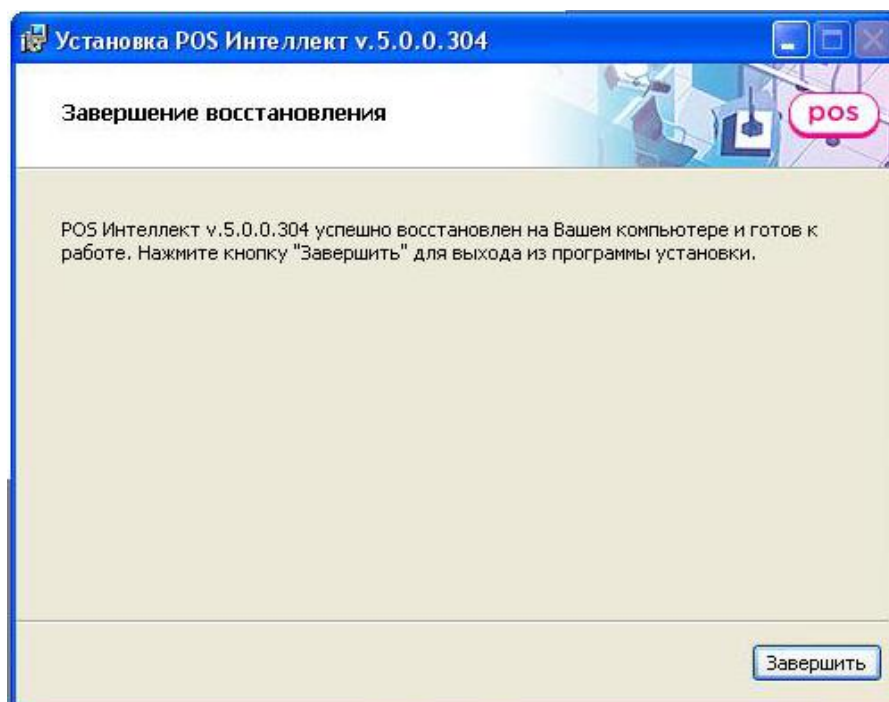 Установка POS Интеллект v.5.0.0.304
Завершение восстановления
pos
POS Интеллект v.5.0.0.304 успешно восстановлен на Вашем компьютере и готов к
работе. Нажмите кнопку "Завершить" для выхода из программы установки.
Завершить